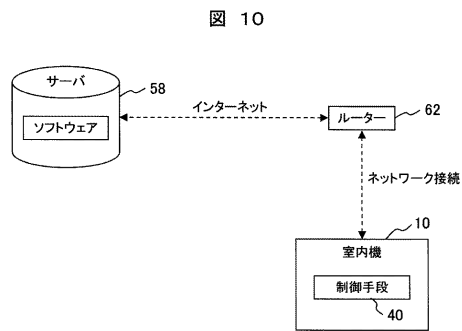 図 10
サーバ
58
ソフトウェア
インターネット
ルーター
62
ネットワーク接続
10
室内機
制御手段
40